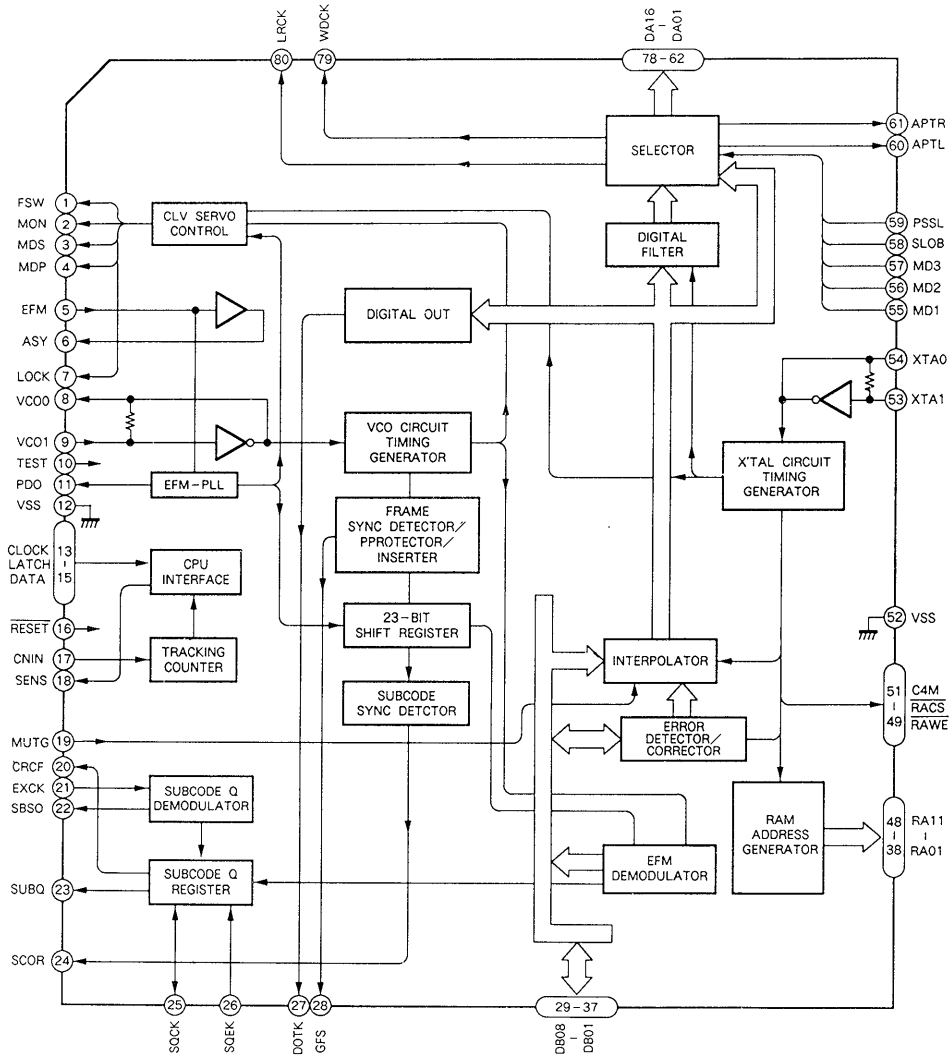 LRCK
WDCK
DA16
|
DA01
80
79
78-62
61 APTR
60 APTL
SELECTOR
FSW 1
MON 2
MDS 3
MDP 4
CLV SERVO
CONTROL
59 PSSL
58 SLOB
57 MD3
56 MD2
55 MD1
DIGITAL
FILTER
EFM 5
ASY 6
DIGITAL OUT
LOCK 7
VCO0 8
54 XTA0
53 XTA1
VCO1 9
TEST 10
PDO 11
VSS 12
EFM-PLL
VCO CIRCUIT
TIMING
GENERATOR
X'TAL CIRCUIT
TIMING
GENERATOR
FRAME
SYNC DETECTOR/
PPROTECTOR/
INSERTER
CLOCK 13
LATCH |
DATA 15
CPU
INTERFACE
RESET 16
CNIN 17
SENS 18
TRACKING
COUNTER
23-BIT
SHIFT REGISTER
52 VSS
INTERPOLATOR
SUBCODE
SYNC DETCTOR
51 C4M
| RACS
49 RAWE
MUTG 19
ERROR
DETECTOR/
CORRECTOR
CRCF 20
EXCK 21
SBSO 22
SUBCODE Q
DEMODULATOR
RAM
ADDRESS
GENERATOR
48 RA11
| |
38 RA01
EFM
DEMODULATOR
SUBQ 23
SUBCODE Q
REGISTER
SCOR 24
25
26
27
28
29-37
SQCK
SQEK
DOTK
GFS
DB08
|
DB01